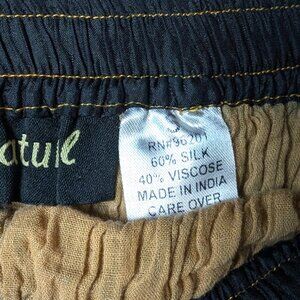 RN#96201
60% SILK
40% VISCOSE
MADE IN INDIA
CARE OVER